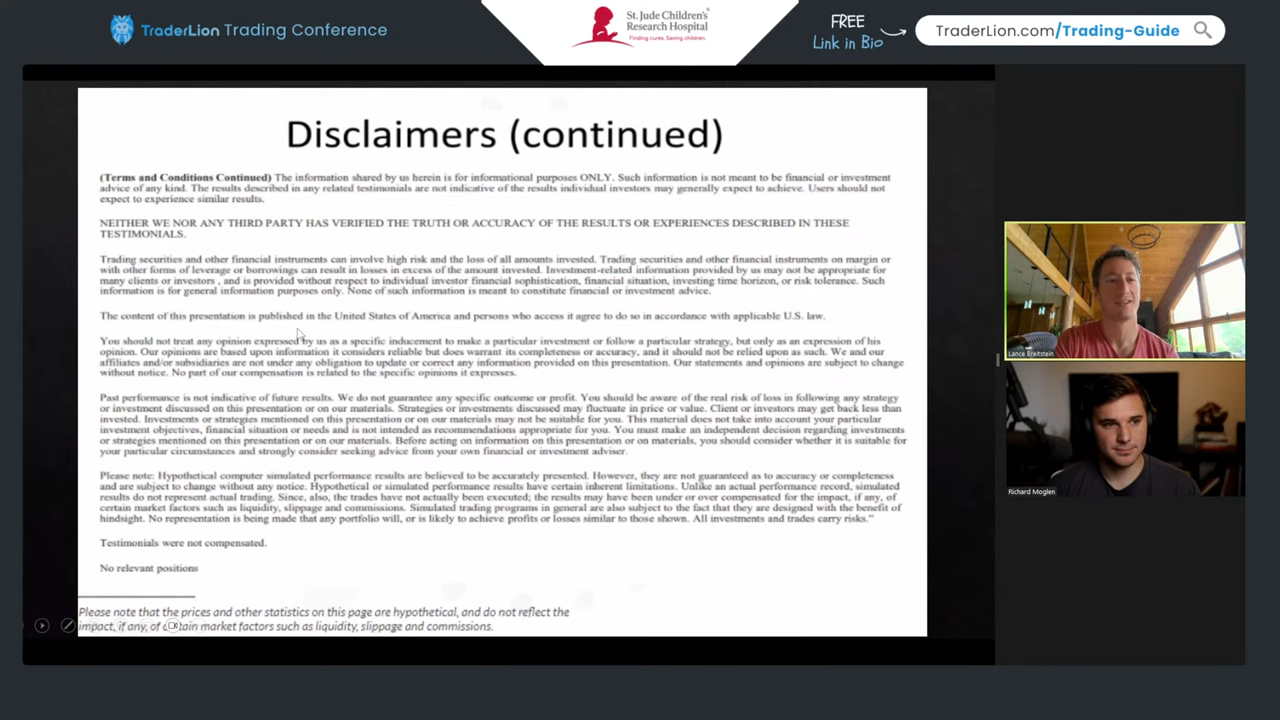 TraderLion Trading Conference
St. Jude Children's
Research Hospital
Finding cures. Saving children.
FREE
Link in Bio
TraderLion.com/Trading-Guide
Disclaimers (continued)
(Terms and Conditions Continued) The information shared by us herein is for informational purposes ONLY. Such information is not meant to be financial or investment
advice of any kind. The results described in any related testimonials are not indicative of the results individual investors may generally expect to achieve. Users should not
expect to experience similar results.
NEITHER WE NOR ANY THIRD PARTY HAS VERIFIED THE TRUTH OR ACCURACY OF THE RESULTS OR EXPERIENCES DESCRIBED IN THESE
TESTIMONIALS.
Trading securities and other financial instruments can involve high risk and the loss of all amounts invested. Trading securities and other financial instruments on margin or
with other forms of leverage or borrowings can result in losses in excess of the amount invested. Investment-related information provided by us may not be appropriate for
many clients or investors , and is provided without respect to individual investor financial sophistication, financial situation, investing time horizon, or risk tolerance. Such
information is for general information purposes only. None of such information is meant to constitute financial or investment advice.
The content of this presentation is published in the United States of America and persons who access it agree to do so in accordance with applicable U.S. law.
You should not treat any opinion expressed by us as a specific inducement to make a particular investment or follow a particular strategy, but only as an expression of his
opinion. Our opinions are based upon information it considers reliable but does warrant its completeness or accuracy, and it should not be relied upon as such. We and our
affiliates and/or subsidiaries are not under any obligation to update or correct any information provided on this presentation. Our statements and opinions are subject to change
without notice. No part of our compensation is related to the specific opinions it expresses.
Past performance is not indicative of future results. We do not guarantee any specific outcome or profit. You should be aware of the real risk of loss in following any strategy
or investment discussed on this presentation or on our materials. Strategies or investments discussed may fluctuate in price or value. Client or investors may get back less than
invested. Investments or strategies mentioned on this presentation or on our materials may not be suitable for you. This material does not take into account your particular
investment objectives, financial situation or needs and is not intended as recommendations appropriate for you. You must make an independent decision regarding investments
or strategies mentioned on this presentation or on our materials. Before acting on information on this presentation or on materials, you should consider whether it is suitable for
your particular circumstances and strongly consider seeking advice from your own financial or investment adviser.
Please note: Hypothetical computer simulated performance results are believed to be accurately presented. However, they are not guaranteed as to accuracy or completeness
and are subject to change without any notice. Hypothetical or simulated performance results have certain inherent limitations. Unlike an actual performance record, simulated
results do not represent actual trading. Since, also, the trades have not actually been executed; the results may have been under or over compensated for the impact, if any, of
certain market factors such as liquidity, slippage and commissions. Simulated trading programs in general are also subject to the fact that they are designed with the benefit of
hindsight. No representation is being made that any portfolio will, or is likely to achieve profits or losses similar to those shown. All investments and trades carry risks."
Testimonials were not compensated.
No relevant positions
Please note that the prices and other statistics on this page are hypothetical, and do not reflect the
impact, if any, of certain market factors such as liquidity, slippage and commissions.
Lance Breitstein
Richard Moglen